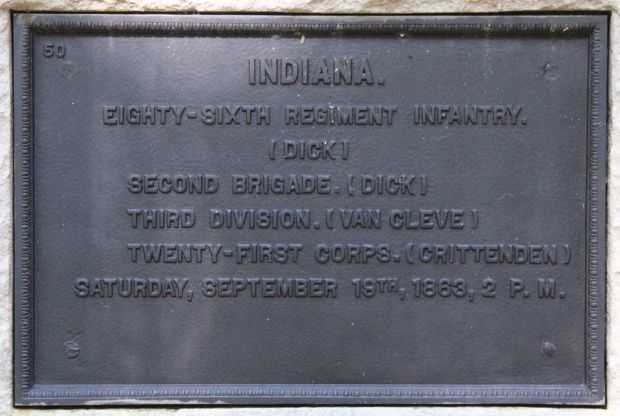 50
INDIANA.
EIGHTY-SIXTH REGIMENT INFANTRY.
(DICK)
SECOND BRIGADE. (DICK)
THIRD DIVISION. (VAN CLEVE)
TWENTY-FIRST CORPS. (CRITTENDEN)
SATURDAY, SEPTEMBER 19TH, 1863, 2 P. M.